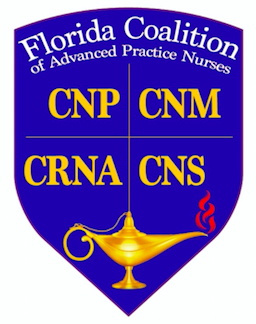 Florida Coalition
of Advanced Practice Nurses
CNP CNM
CRNA CNS